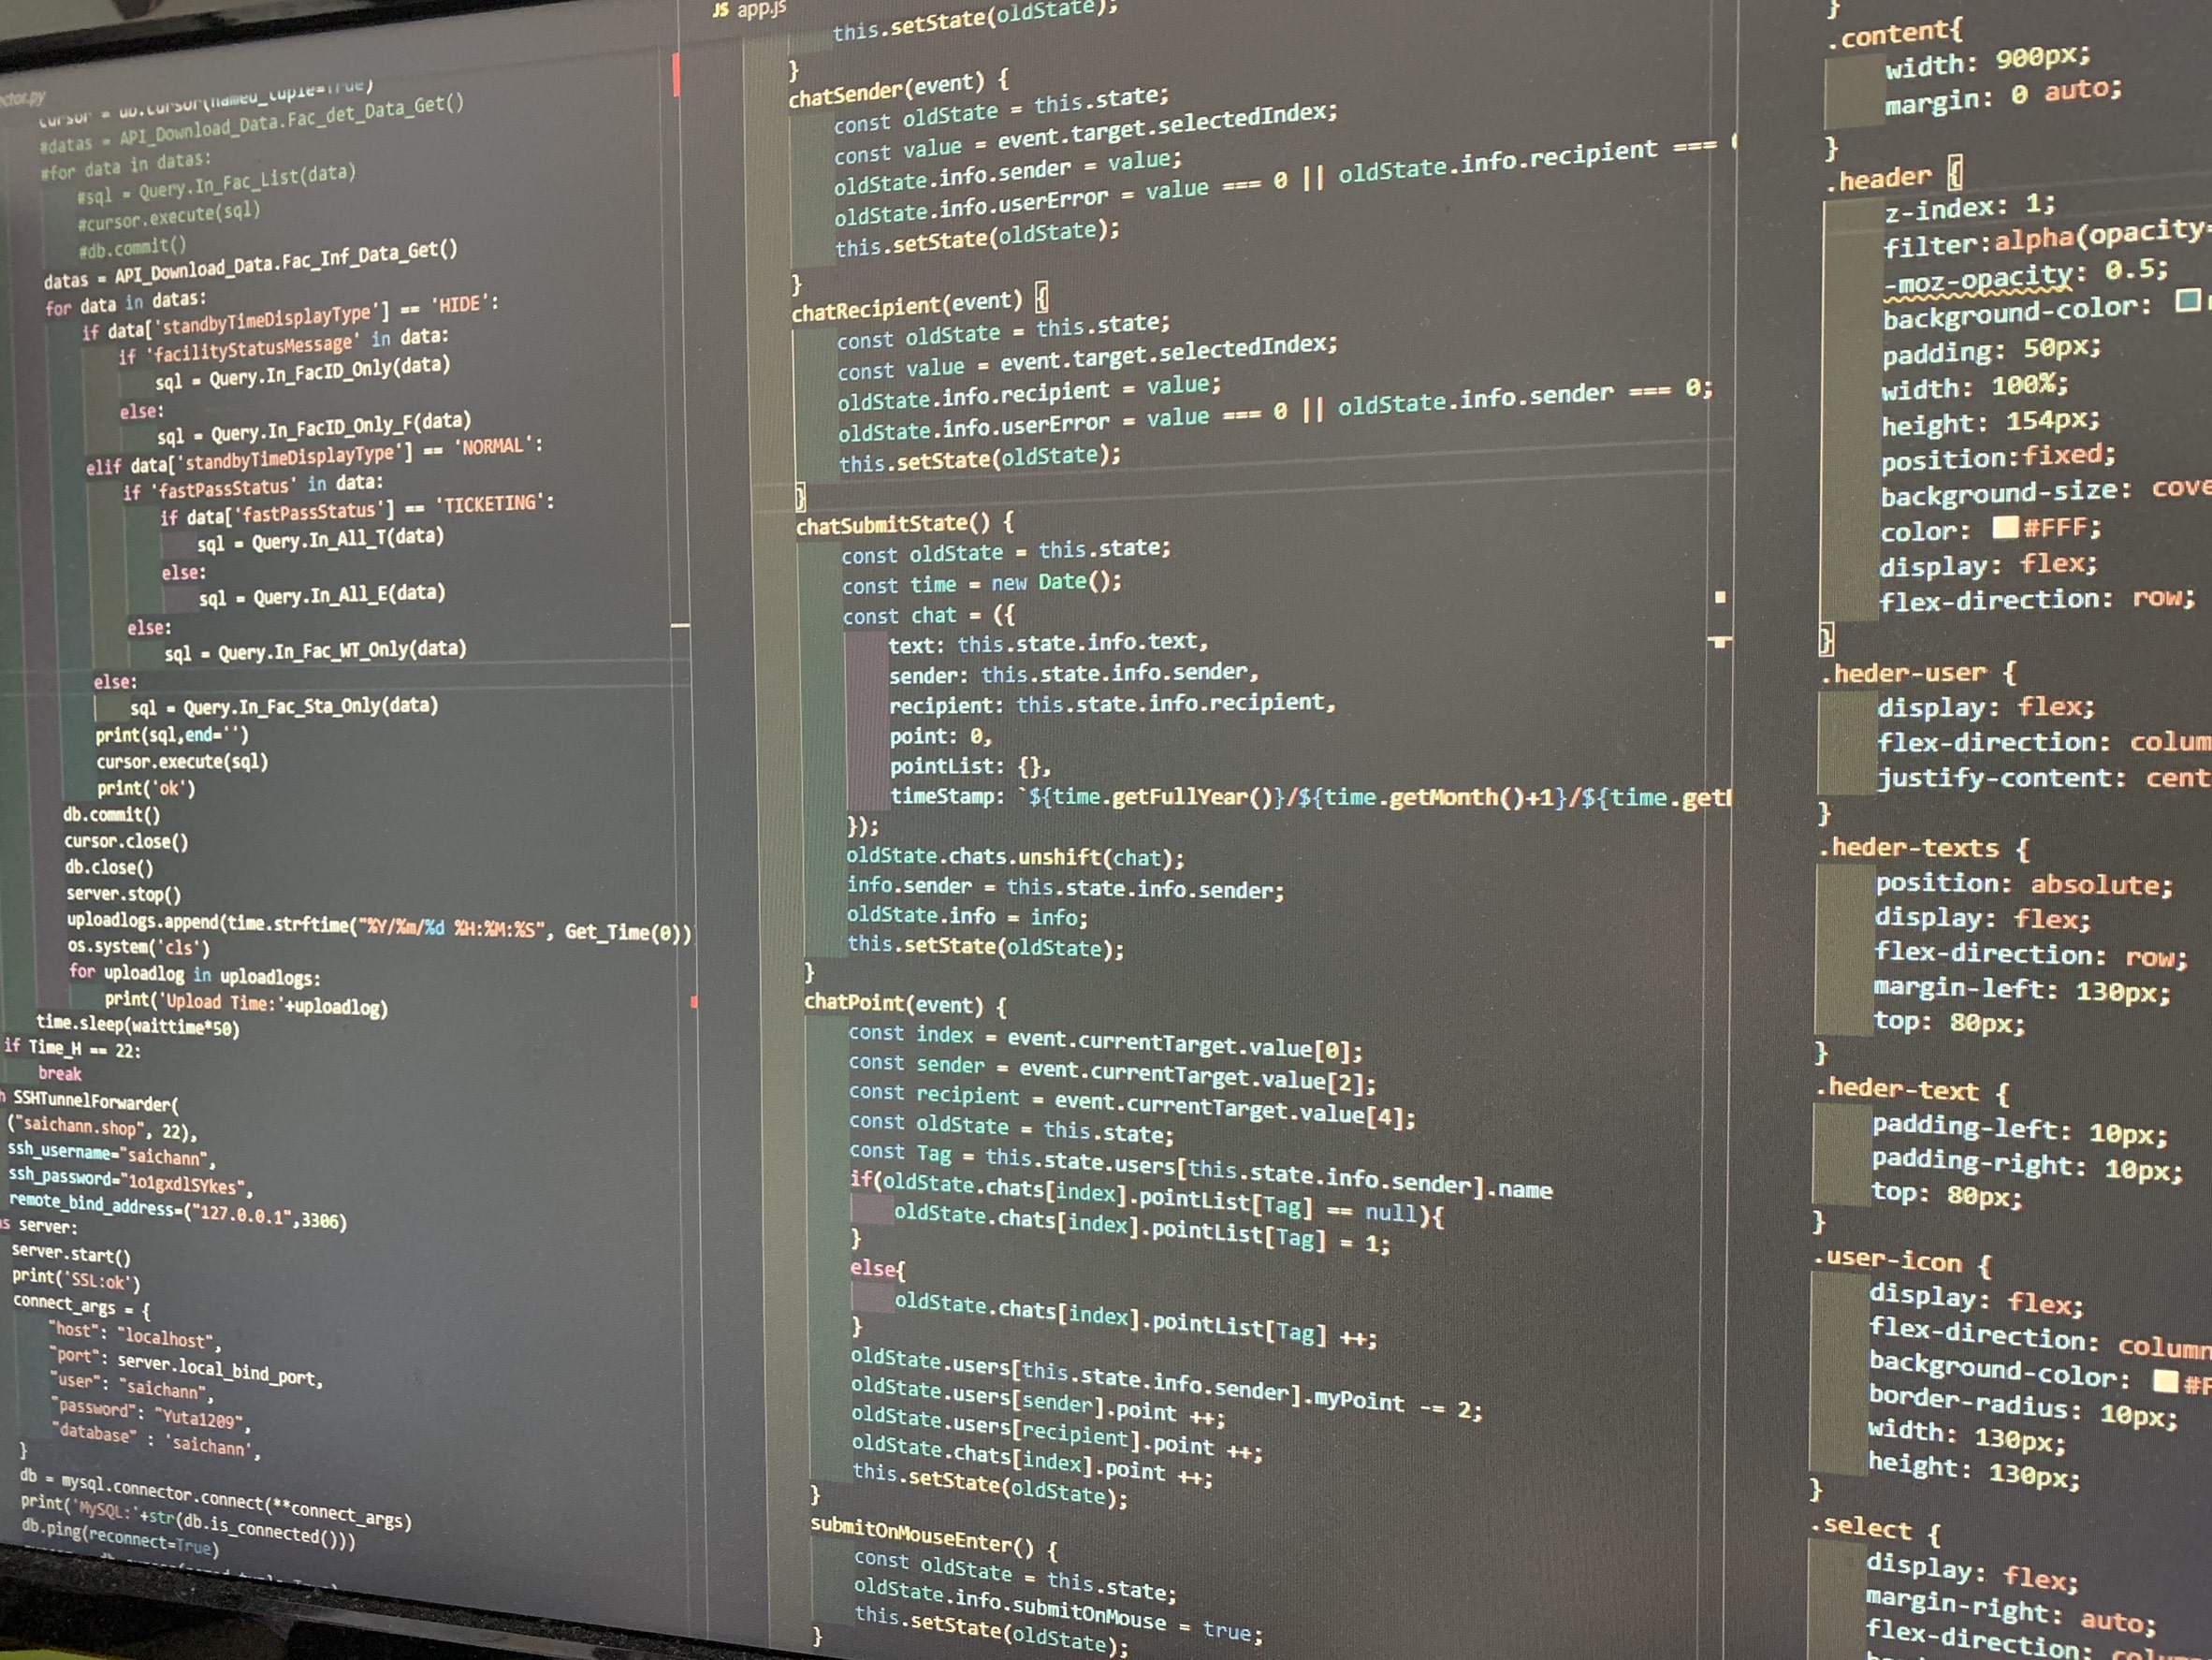 ctor.py
cursor = db.cursor(named_tuple=True)
#datas = API_Download_Data.Fac_det_Data_Get()
#for data in datas:
#sql = Query.In_Fac_List(data)
#cursor.execute(sql)
#db.commit()
datas = API_Download_Data.Fac_Inf_Data_Get()
for data in datas:
if data['standbyTimeDisplayType'] == 'HIDE':
if 'facilityStatusMessage' in data:
sql = Query.In_FacID_Only(data)
else:
sql = Query.In_FacID_Only_F(data)
elif data['standbyTimeDisplayType'] == 'NORMAL':
if 'fastPassStatus' in data:
if data['fastPassStatus'] == 'TICKETING':
sql = Query.In_All_T(data)
else:
sql = Query.In_All_E(data)
else:
sql = Query.In_Fac_WT_Only(data)
else:
sql = Query.In_Fac_Sta_Only(data)
print(sql,end='')
cursor.execute(sql)
print('ok')
db.commit()
cursor.close()
db.close()
server.stop()
uploadlogs.append(time.strftime("%Y/%m/%d %H:%M:%S", Get_Time(0))
os.system('cls')
for uploadlog in uploadlogs:
print('Upload Time:'+uploadlog)
time.sleep(waittime*50)
if Time_H == 22:
break
h SSHTunnelForwarder(
("saichann.shop", 22),
ssh_username="saichann",
ssh_password="1o1gxdlSYkes",
remote_bind_address=("127.0.0.1",3306)
s server:
server.start()
print('SSL:ok')
connect_args = {
"host": "localhost",
"port": server.local_bind_port,
"user": "saichann",
"password": "Yuta1209",
"database" : 'saichann',
}
db = mysql.connector.connect(**connect_args)
print('MySQL:'+str(db.is_connected()))
db.ping(reconnect=True)
JS app.js
this.setState(oldState);
}
chatSender(event) {
const oldState = this.state;
const value = event.target.selectedIndex;
oldState.info.sender = value;
oldState.info.userError = value === 0 || oldState.info.recipient ===
this.setState(oldState);
}
chatRecipient(event) {
const oldState = this.state;
const value = event.target.selectedIndex;
oldState.info.recipient = value;
oldState.info.userError = value === 0 || oldState.info.sender === 0;
this.setState(oldState);
}
chatSubmitState() {
const oldState = this.state;
const time = new Date();
const chat = ({
text: this.state.info.text,
sender: this.state.info.sender,
recipient: this.state.info.recipient,
point: 0,
pointList: {},
timeStamp: `${time.getFullYear()}/${time.getMonth()+1}/${time.get
});
oldState.chats.unshift(chat);
info.sender = this.state.info.sender;
oldState.info = info;
this.setState(oldState);
}
chatPoint(event) {
const index = event.currentTarget.value[0];
const sender = event.currentTarget.value[2];
const recipient = event.currentTarget.value[4];
const oldState = this.state;
const Tag = this.state.users[this.state.info.sender].name
if(oldState.chats[index].pointList[Tag] == null){
oldState.chats[index].pointList[Tag] = 1;
}
else{
oldState.chats[index].pointList[Tag] ++;
}
oldState.users[this.state.info.sender].myPoint -= 2;
oldState.users[sender].point ++;
oldState.users[recipient].point ++;
oldState.chats[index].point ++;
this.setState(oldState);
}
submitOnMouseEnter() {
const oldState = this.state;
oldState.info.submitOnMouse = true;
this.setState(oldState);
}
}
.content{
width: 900px;
margin: 0 auto;
}
.header {
z-index: 1;
filter:alpha(opacity=
-moz-opacity: 0.5;
background-color:
padding: 50px;
width: 100%;
height: 154px;
position:fixed;
background-size: cove
color: #FFF;
display: flex;
flex-direction: row;
}
.heder-user {
display: flex;
flex-direction: colum
justify-content: cent
}
.heder-texts {
position: absolute;
display: flex;
flex-direction: row;
margin-left: 130px;
top: 80px;
}
.heder-text {
padding-left: 10px;
padding-right: 10px;
top: 80px;
}
.user-icon {
display: flex;
flex-direction: column
background-color: #F
border-radius: 10px;
width: 130px;
height: 130px;
}
.select {
display: flex;
margin-right: auto;
flex-direction: colu